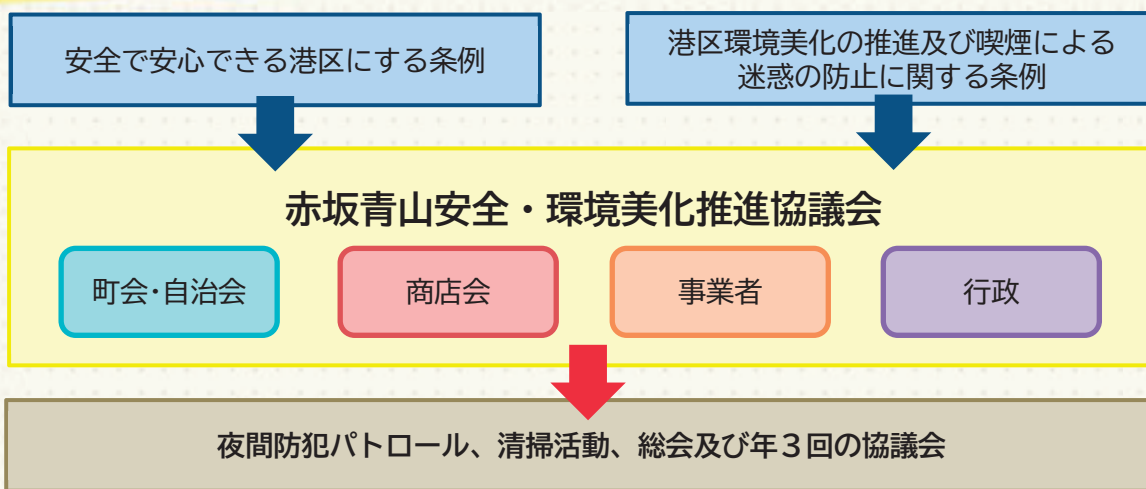 安全で安心できる港区にする条例
港区環境美化の推進及び喫煙による
迷惑の防止に関する条例
赤坂青山安全・環境美化推進協議会
町会・自治会
商店会
事業者
行政
夜間防犯パトロール、清掃活動、総会及び年３回の協議会